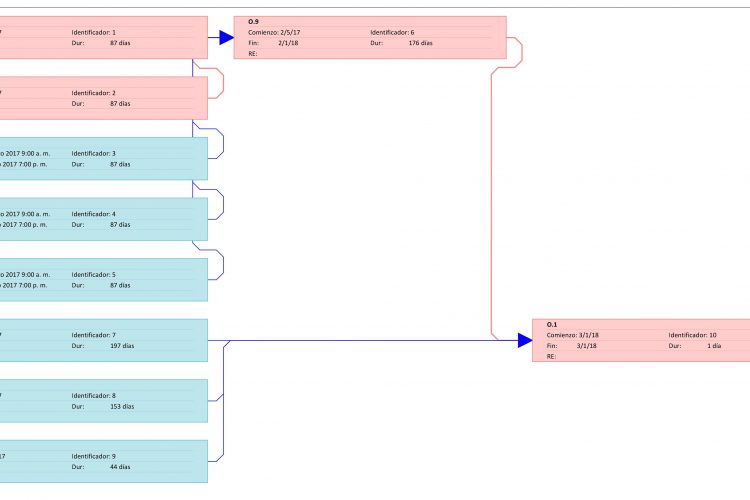 7
Identificador: 1
Dur: 87 días
O.9
Comienzo: 2/5/17 Identificador: 6
Fin: 2/1/18 Dur: 176 días
RE:
7
Identificador: 2
Dur: 87 días
o 2017 9:00 a. m. Identificador: 3
o 2017 7:00 p. m. Dur: 87 días
o 2017 9:00 a. m. Identificador: 4
o 2017 7:00 p. m. Dur: 87 días
o 2017 9:00 a. m. Identificador: 5
o 2017 7:00 p. m. Dur: 87 días
7 Identificador: 7
Dur: 197 días
O.1
Comienzo: 3/1/18 Identificador: 10
Fin: 3/1/18 Dur: 1 día
RE:
7 Identificador: 8
Dur: 153 días
17 Identificador: 9
Dur: 44 días